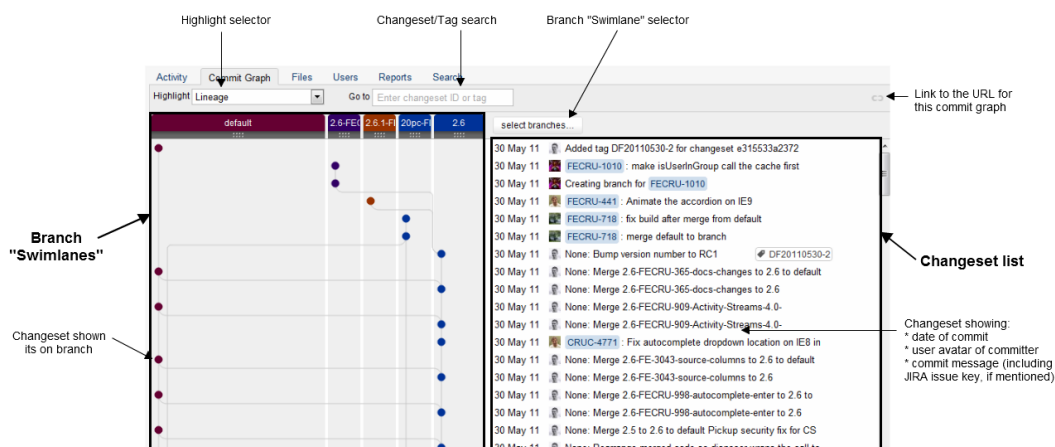 Highlight selector
Changeset/Tag search
Branch "Swimlane" selector
Activity
Commit Graph
Files
Users
Reports
Search
Highlight
Lineage
Go to
Enter changeset ID or tag
Link to the URL for
this commit graph
default
2.6-FEC
2.6.1-FE
20pc-FI
2.6
select branches...
30 May 11 Added tag DF20110530-2 for changeset e315533a2372
30 May 11 FECRU-1010 : make isUserInGroup call the cache first
30 May 11 Creating branch for FECRU-1010
30 May 11 FECRU-441 : Animate the accordion on IE9
30 May 11 FECRU-718 : fix build after merge from default
30 May 11 FECRU-718 : merge default to branch
30 May 11 None: Bump version number to RC1 DF20110530-2
30 May 11 None: Merge 2.6-FECRU-365-docs-changes to 2.6 to default
30 May 11 None: Merge 2.6-FECRU-365-docs-changes to 2.6
30 May 11 None: Merge 2.6-FECRU-909-Activity-Streams-4.0-
30 May 11 None: Merge 2.6-FECRU-909-Activity-Streams-4.0-
30 May 11 CRUC-4771 : Fix autocomplete dropdown location on IE8 in
30 May 11 None: Merge 2.6-FE-3043-source-columns to 2.6 to default
30 May 11 None: Merge 2.6-FE-3043-source-columns to 2.6
30 May 11 None: Merge 2.6-FECRU-998-autocomplete-enter to 2.6 to
30 May 11 None: Merge 2.6-FECRU-998-autocomplete-enter to 2.6
30 May 11 None: Merge 2.5 to 2.6 to default Pickup security fix for CS
Branch
"Swimlanes"
Changeset shown
its on branch
Changeset list
Changeset showing:
* date of commit
* user avatar of committer
* commit message (including
JIRA issue key, if mentioned)